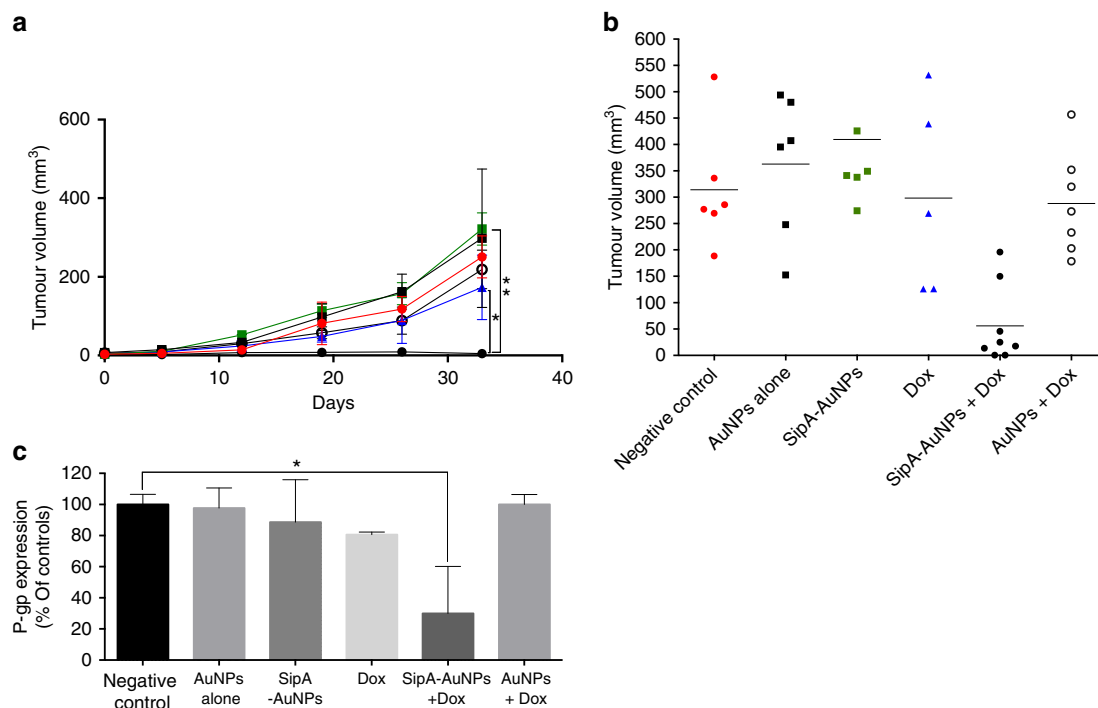 a
Tumour volume (mm³)
600
400
200
0
0 10 20 30 40
Days
*
*
*
b
Tumour volume (mm³)
600
550
500
450
400
350
300
250
200
150
100
50
0
Negative control
AuNPs alone
SipA-AuNPs
Dox
SipA-AuNPs + Dox
AuNPs + Dox
c
P-gp expression
(% Of controls)
120
100
80
60
40
20
0
*
Negative
control
AuNPs
alone
SipA
-AuNPs
Dox
SipA-AuNPs
+Dox
AuNPs
+ Dox